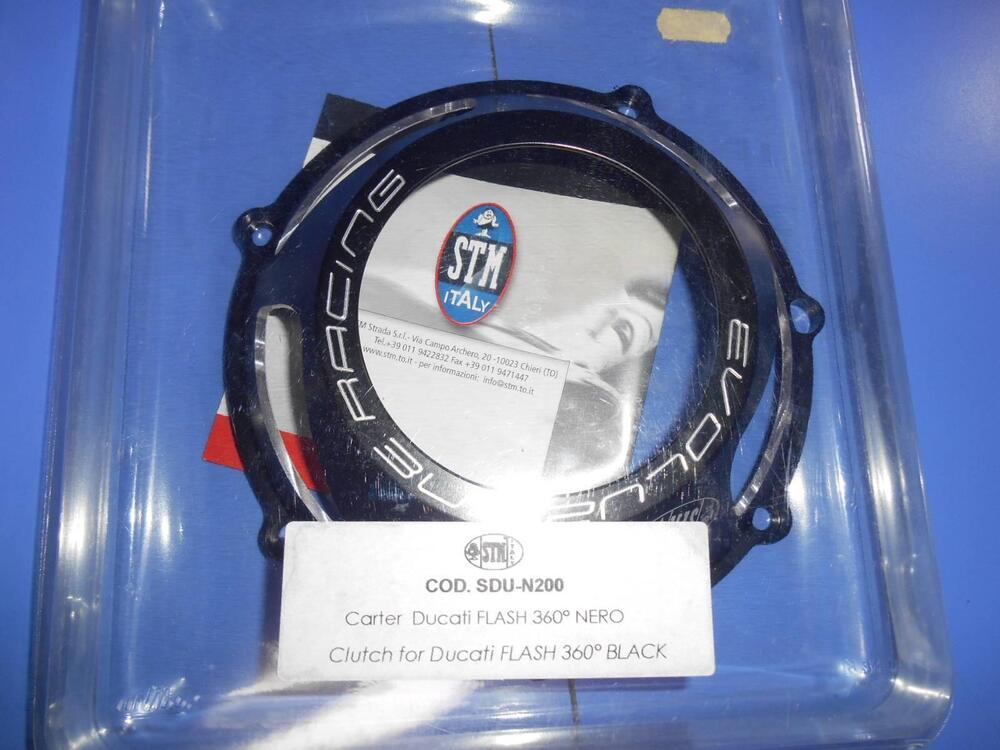 RACING
EVOLU
STM
ITALY
M Strada S.r.l.- Via Campo Archero, 20 -10023 Chieri (TO)
Tel.+39 011 9422832 Fax +39 011 9471447
www.stm.to.it - per informazioni: info@stm.to.it
STM ITALY
COD. SDU-N200
Carter Ducati FLASH 360° NERO
Clutch for Ducati FLASH 360° BLACK